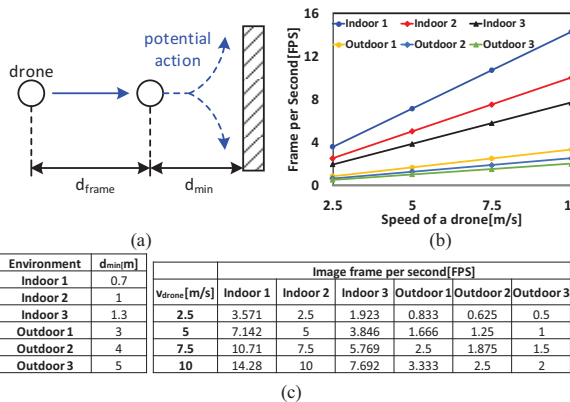 potential
action
drone
d_frame
d_min
(a)
Frame per Second[FPS]
16
12
8
4
0
Indoor 1 Indoor 2 Indoor 3
Outdoor 1 Outdoor 2 Outdoor 3
2.5 5 7.5
Speed of a drone[m/s]
(b)
Environment d_min[m]
Indoor 1 0.7
Indoor 2 1
Indoor 3 1.3
Outdoor 1 3
Outdoor 2 4
Outdoor 3 5
Image frame per second[FPS]
v_drone[m/s] Indoor 1 Indoor 2 Indoor 3 Outdoor 1 Outdoor 2 Outdoor 3
2.5 3.571 2.5 1.923 0.833 0.625 0.5
5 7.142 5 3.846 1.666 1.25 1
7.5 10.71 7.5 5.769 2.5 1.875 1.5
10 14.28 10 7.692 3.333 2.5 2
(c)